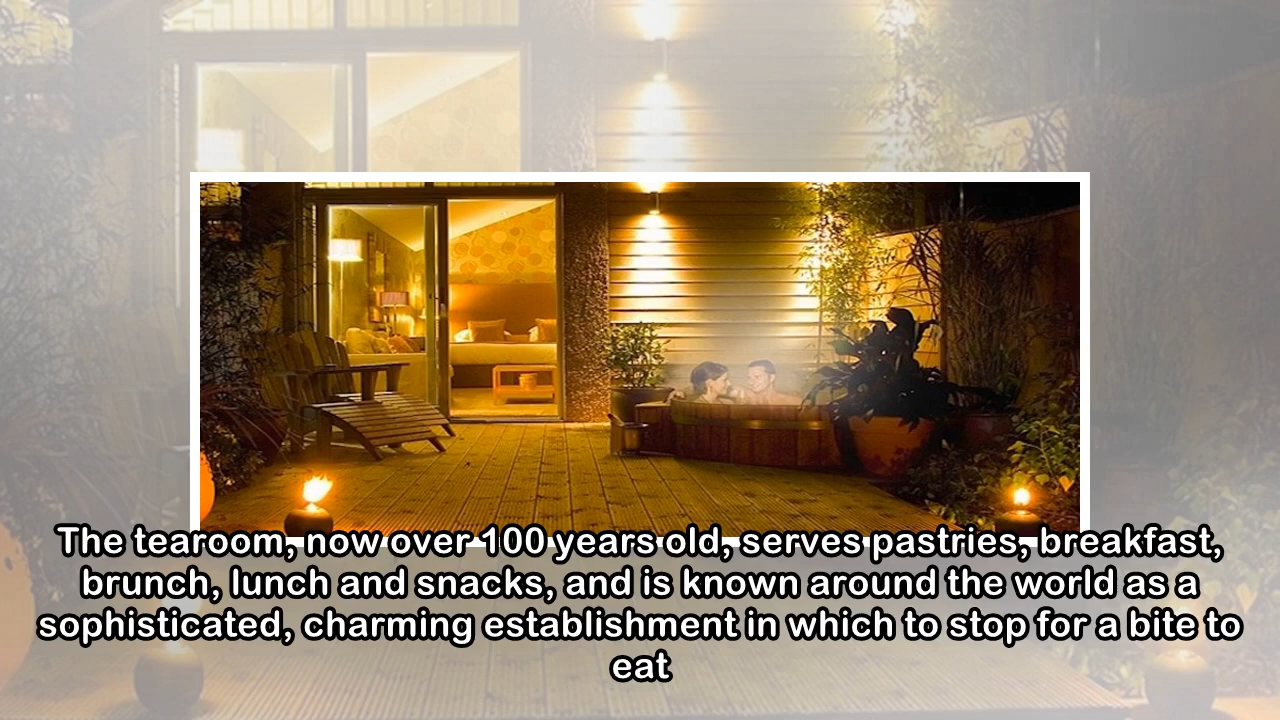 The tearoom, now over 100 years old, serves pastries, breakfast,
brunch, lunch and snacks, and is known around the world as a
sophisticated, charming establishment in which to stop for a bite to
eat